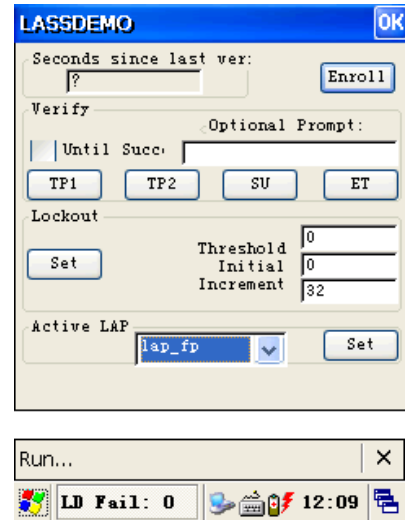 LASSDEMO OK
Seconds since last ver:
? Enroll
Verify
Optional Prompt:
Until Succ
TP1 TP2 SU ET
Lockout
Threshold 0
Set Initial 0
Increment 32
Active LAP
lap_fp Set
Run... ×
LD Fail: 0 12:09